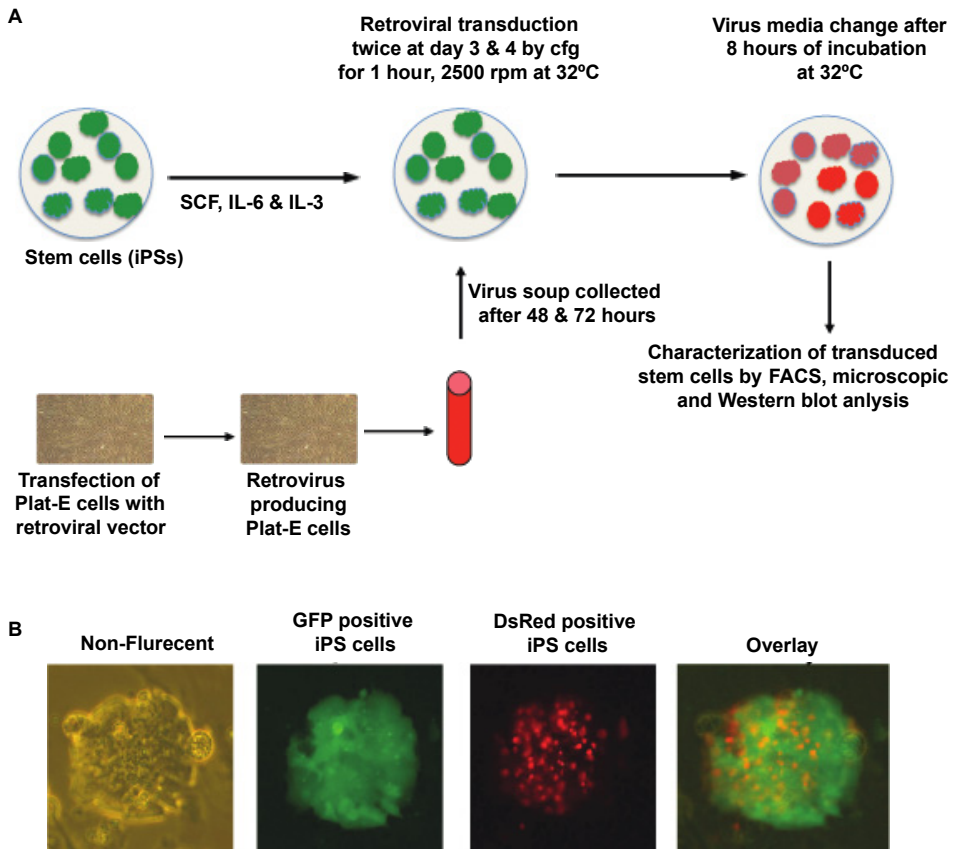 A
Retroviral transduction
twice at day 3 & 4 by cfg
for 1 hour, 2500 rpm at 32ºC
Virus media change after
8 hours of incubation
at 32ºC
SCF, IL-6 & IL-3
Stem cells (iPSs)
Virus soup collected
after 48 & 72 hours
Characterization of transduced
stem cells by FACS, microscopic
and Western blot anlysis
Transfection of
Plat-E cells with
retroviral vector
Retrovirus
producing
Plat-E cells
B
Non-Flurecent
GFP positive
iPS cells
DsRed positive
iPS cells
Overlay